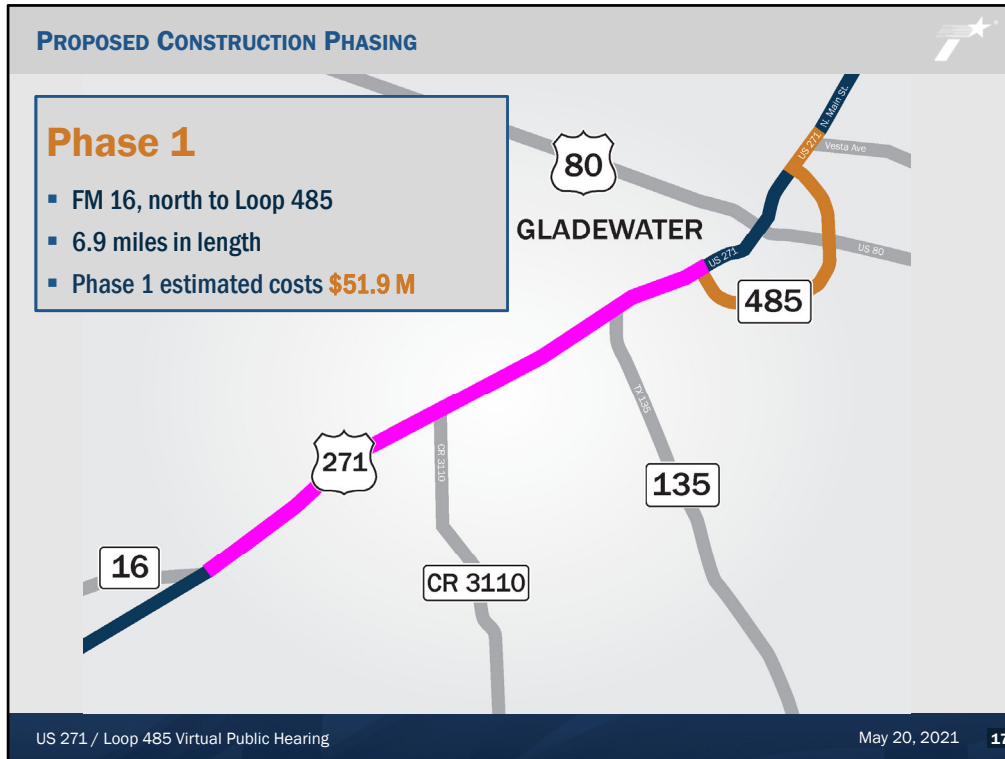 PROPOSED CONSTRUCTION PHASING
Phase 1
▪ FM 16, north to Loop 485
▪ 6.9 miles in length
▪ Phase 1 estimated costs $51.9 M
N. Main St.
US 271
Vesta Ave
80
GLADEWATER
US 271
US 80
485
TX 135
CR 3110
271
135
16
CR 3110
US 271 / Loop 485 Virtual Public Hearing
May 20, 2021 17